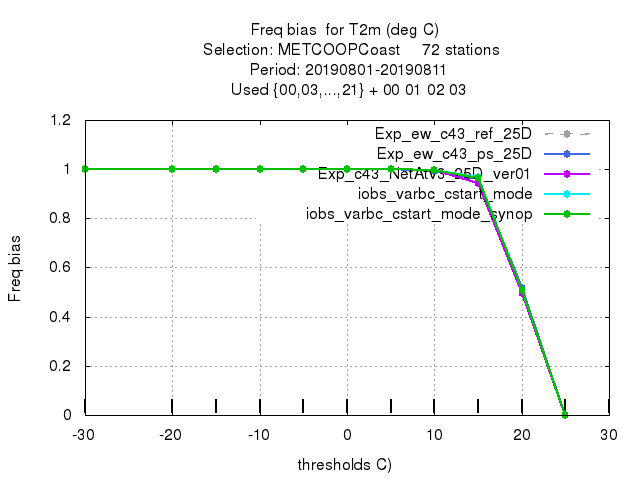 Freq bias  for T2m (deg C)
Selection: METCOOPCoast     72 stations
Period: 20190801-20190811
Used {00,03,...,21} + 00 01 02 03
Exp_ew_c43_ref_25D
Exp_ew_c43_ps_25D
Exp_c43_NetAtV3_25D_ver01
iobs_varbc_cstart_mode
iobs_varbc_cstart_mode_synop
1.2
1
0.8
0.6
0.4
0.2
0
Freq bias
-30 -20 -10 0 10 20 30
thresholds C)